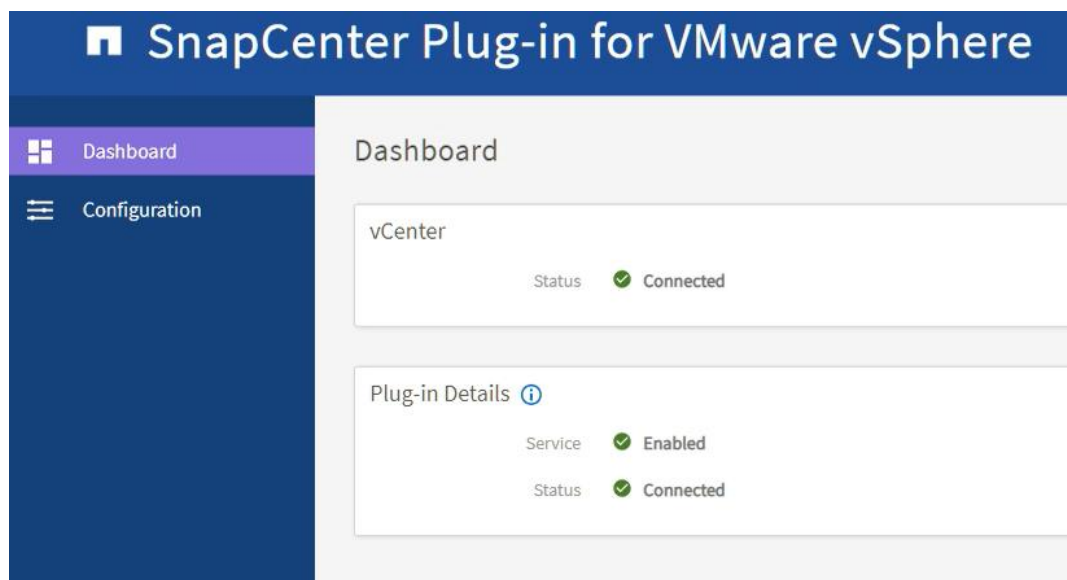 SnapCenter Plug-in for VMware vSphere
Dashboard
Configuration
Dashboard
vCenter
Status Connected
Plug-in Details
Service Enabled
Status Connected